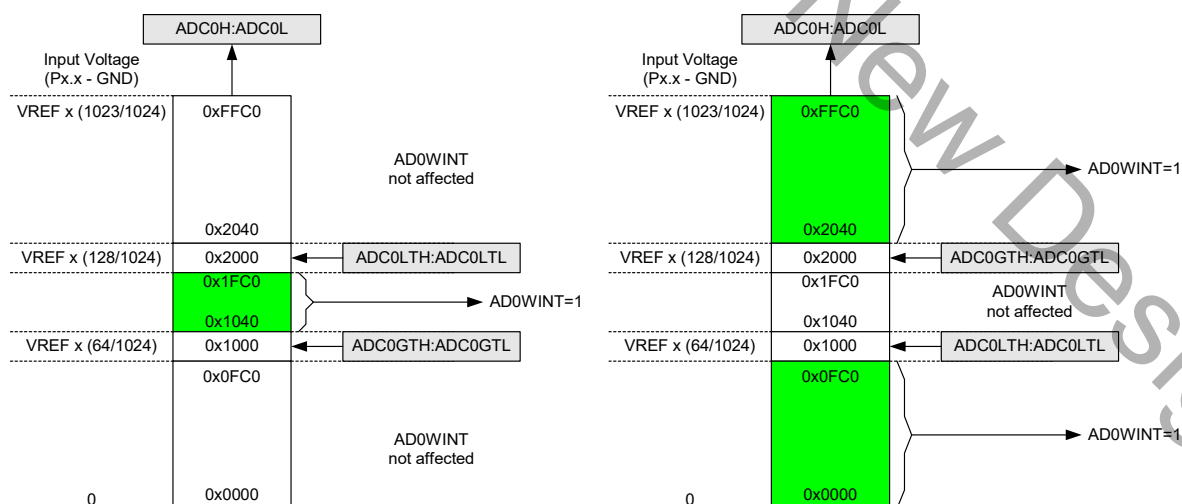 ADC0H:ADC0L
Input Voltage
(Px.x - GND)
VREF x (1023/1024)
0xFFC0
AD0WINT
not affected
0x2040
VREF x (128/1024)
0x2000
ADC0LTH:ADC0LTL
0x1FC0
AD0WINT=1
0x1040
VREF x (64/1024)
0x1000
ADC0GTH:ADC0GTL
0x0FC0
AD0WINT
not affected
0
0x0000
ADC0H:ADC0L
Input Voltage
(Px.x - GND)
VREF x (1023/1024)
0xFFC0
AD0WINT=1
0x2040
VREF x (128/1024)
0x2000
ADC0GTH:ADC0GTL
0x1FC0
AD0WINT
not affected
0x1040
VREF x (64/1024)
0x1000
ADC0LTH:ADC0LTL
0x0FC0
AD0WINT=1
0
0x0000
New Desig